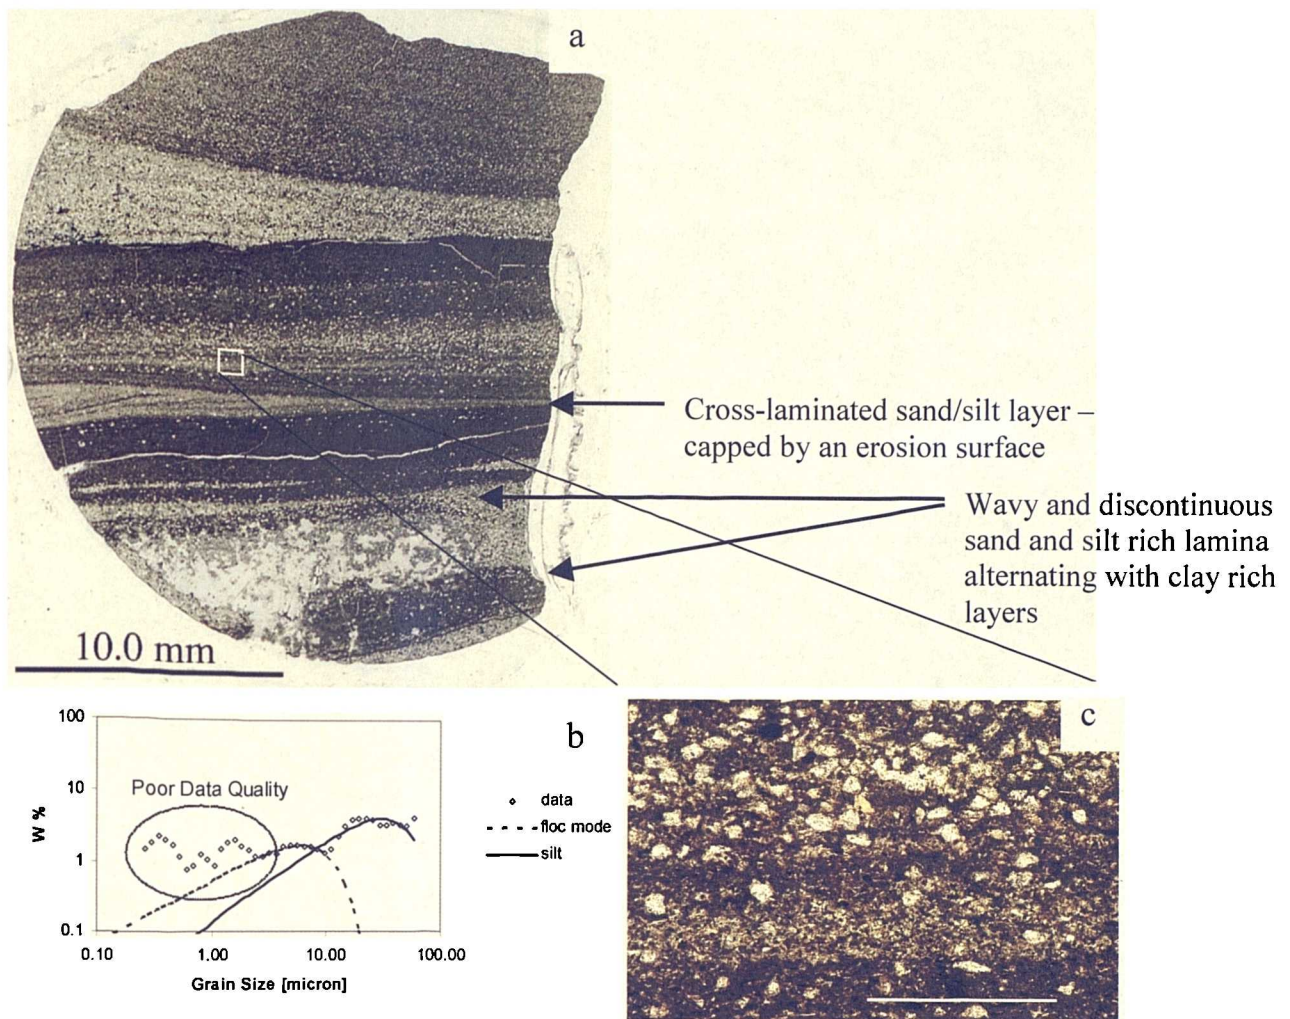 a
Cross-laminated sand/silt layer –
capped by an erosion surface
Wavy and discontinuous
sand and silt rich lamina
alternating with clay rich
layers
10.0 mm
b
100
10
1
0.1
W %
Poor Data Quality
0.10
1.00
10.00
100.00
Grain Size [micron]
data
floc mode
silt
c